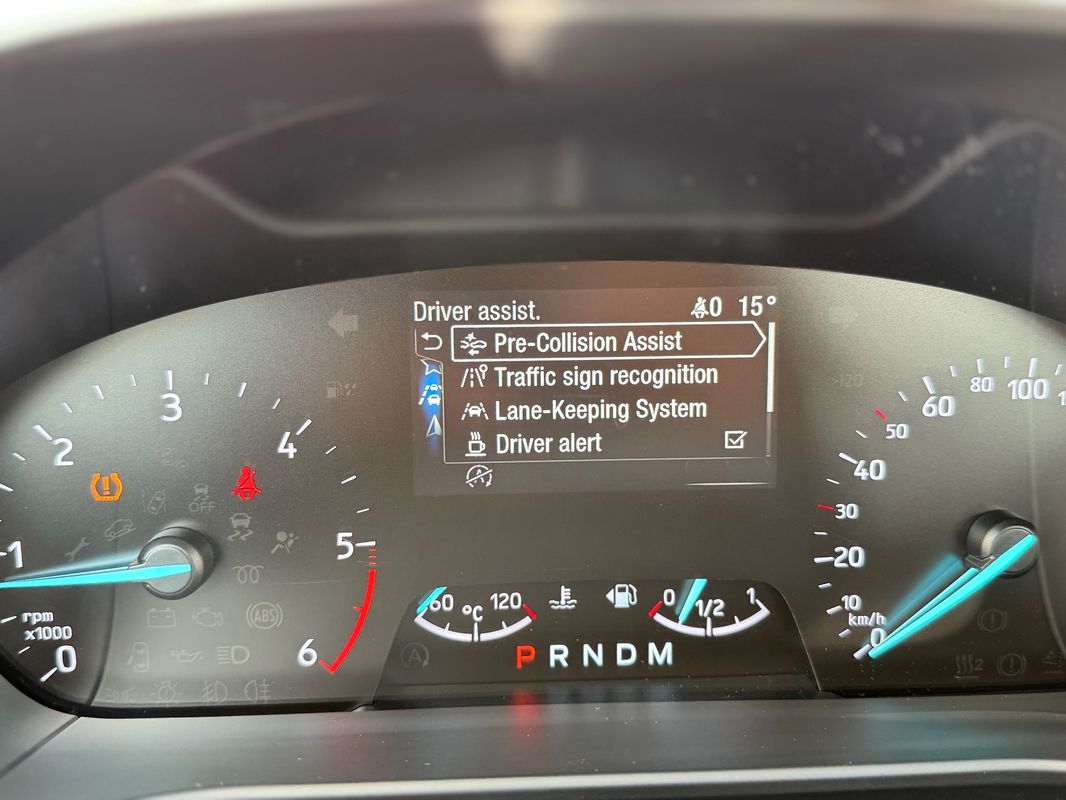 Driver assist. 0 15°
Pre-Collision Assist
Traffic sign recognition
Lane-Keeping System
Driver alert
3
2
4
1
5
rpm
x1000
0
6
OFF
ABS
60 °C 120
0 1/2 1
P R N D M
100
80
60
50
40
30
20
10
km/h
0
A
2